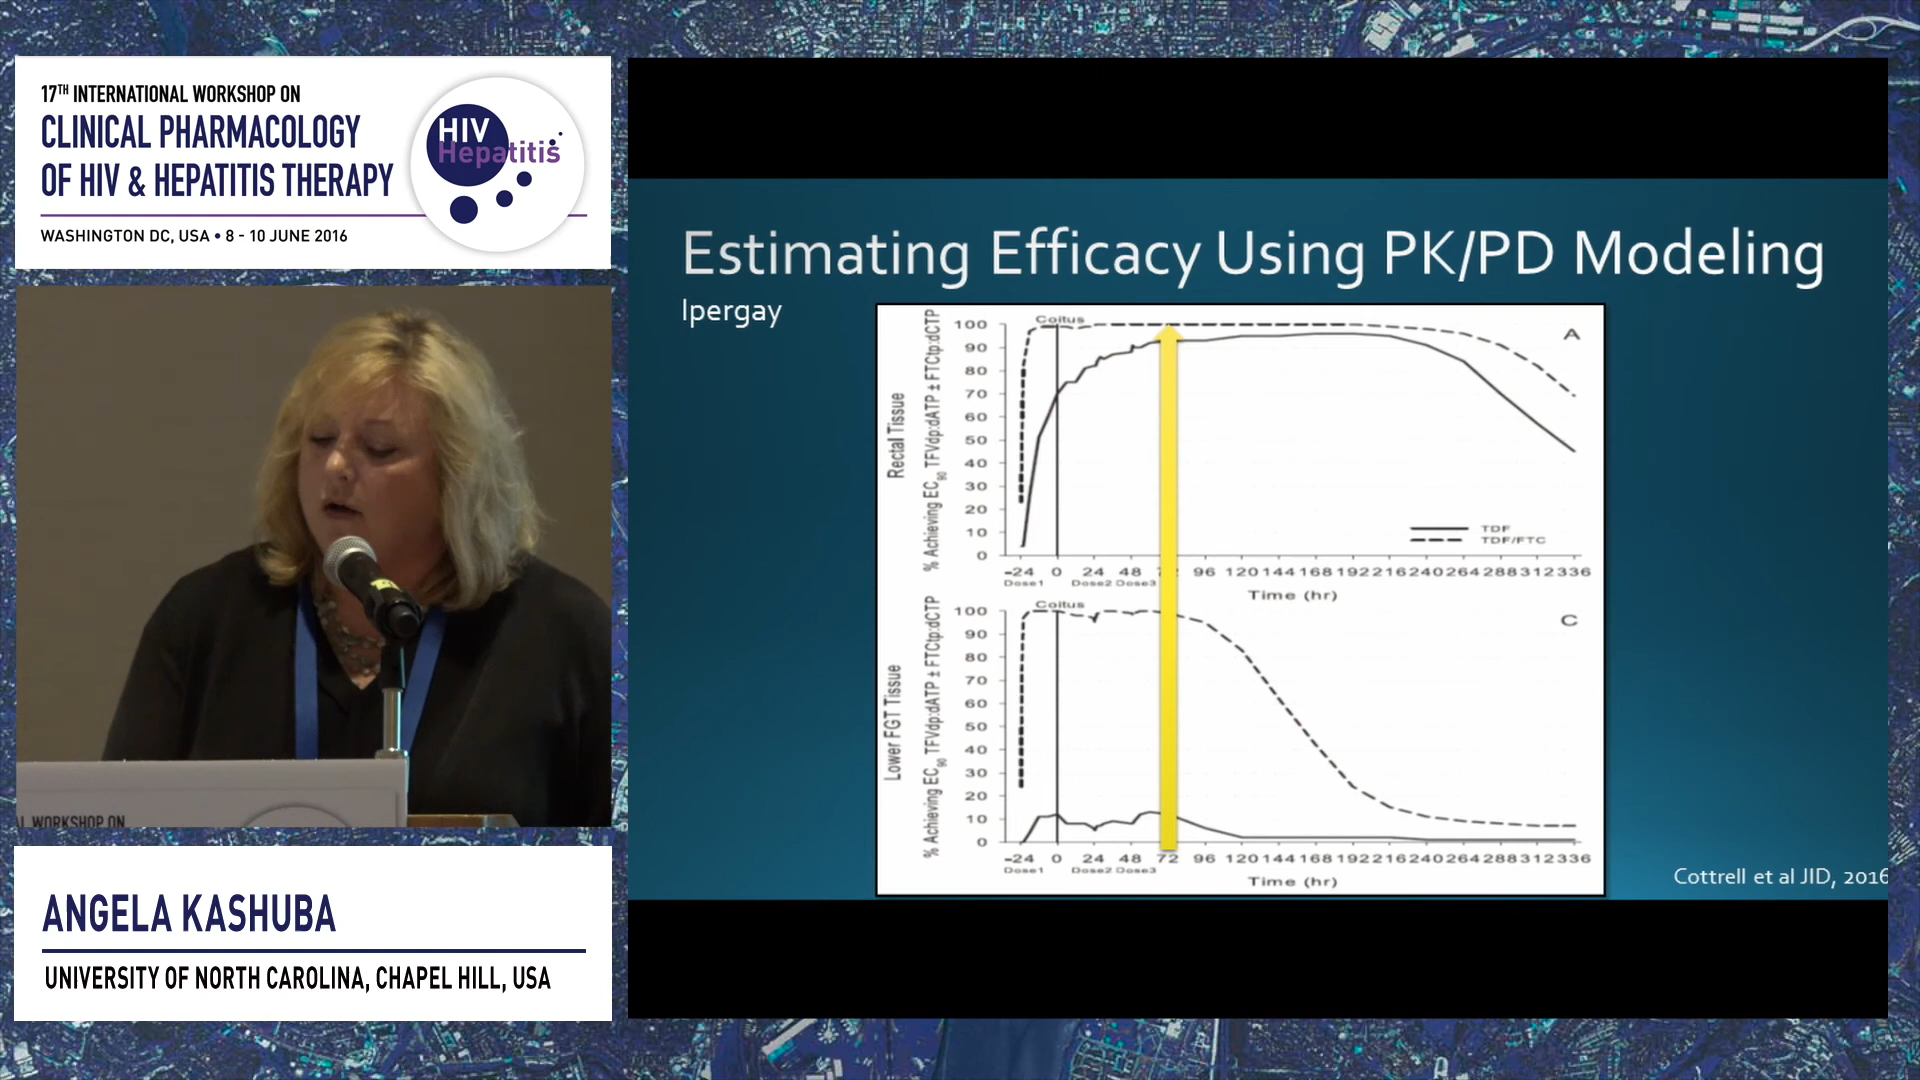 17TH INTERNATIONAL WORKSHOP ON
CLINICAL PHARMACOLOGY
OF HIV & HEPATITIS THERAPY
WASHINGTON DC, USA • 8 - 10 JUNE 2016
HIV
Hepatitis
WORKSHOP ON
ANGELA KASHUBA
UNIVERSITY OF NORTH CAROLINA, CHAPEL HILL, USA
Estimating Efficacy Using PK/PD Modeling
Ipergay
Rectal Tissue
% Achieving EC90 TFVdp:dATP ± FTCtp:dCTP
Coitus
A
100
90
80
70
60
50
40
30
20
10
0
TDF
TDF/FTC
-24 0 24 48 72 96 120 144 168 192 216 240 264 288 312 336
Dose1 Dose2 Dose3
Time (hr)
Lower FGT Tissue
% Achieving EC90 TFVdp:dATP ± FTCtp:dCTP
Coitus
C
100
90
80
70
60
50
40
30
20
10
0
-24 0 24 48 72 96 120 144 168 192 216 240 264 288 312 336
Dose1 Dose2 Dose3
Time (hr)
Cottrell et al JID, 2016